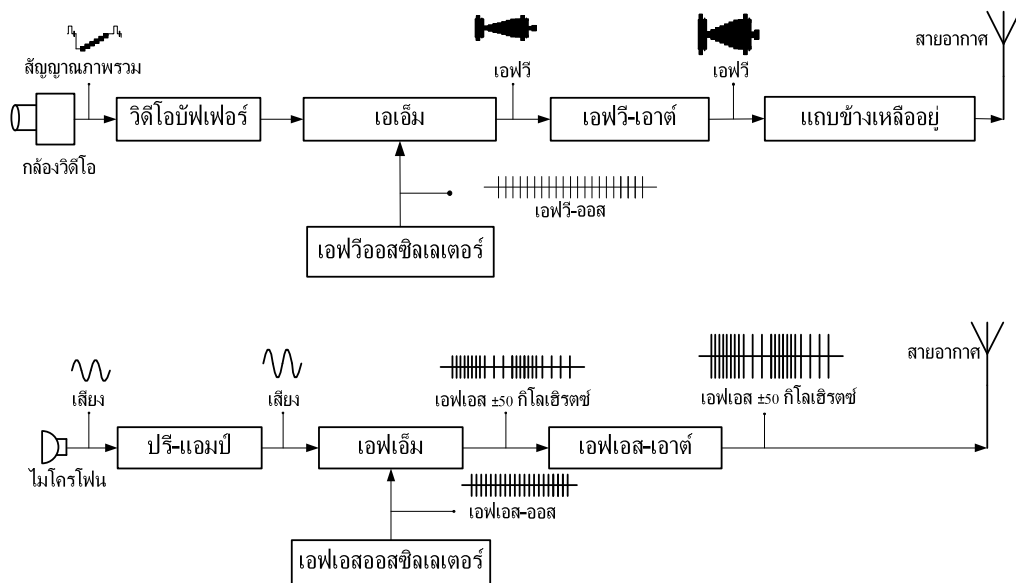 สัญญาณภาพรวม
เอฟวี
เอฟวี
สายอากาศ
วิดีโอบัฟเฟอร์
เอเอ็ม
เอฟวี-เอาต์
แถบข้างเหลืออยู่
กล้องวิดีโอ
เอฟวี-ออส
เอฟวีออสซิลเลเตอร์
เสียง
เสียง
เอฟเอส ±50 กิโลเฮิรตซ์
เอฟเอส ±50 กิโลเฮิรตซ์
สายอากาศ
ปรี-แอมป์
เอฟเอ็ม
เอฟเอส-เอาต์
ไมโครโฟน
เอฟเอส-ออส
เอฟเอสออสซิลเลเตอร์